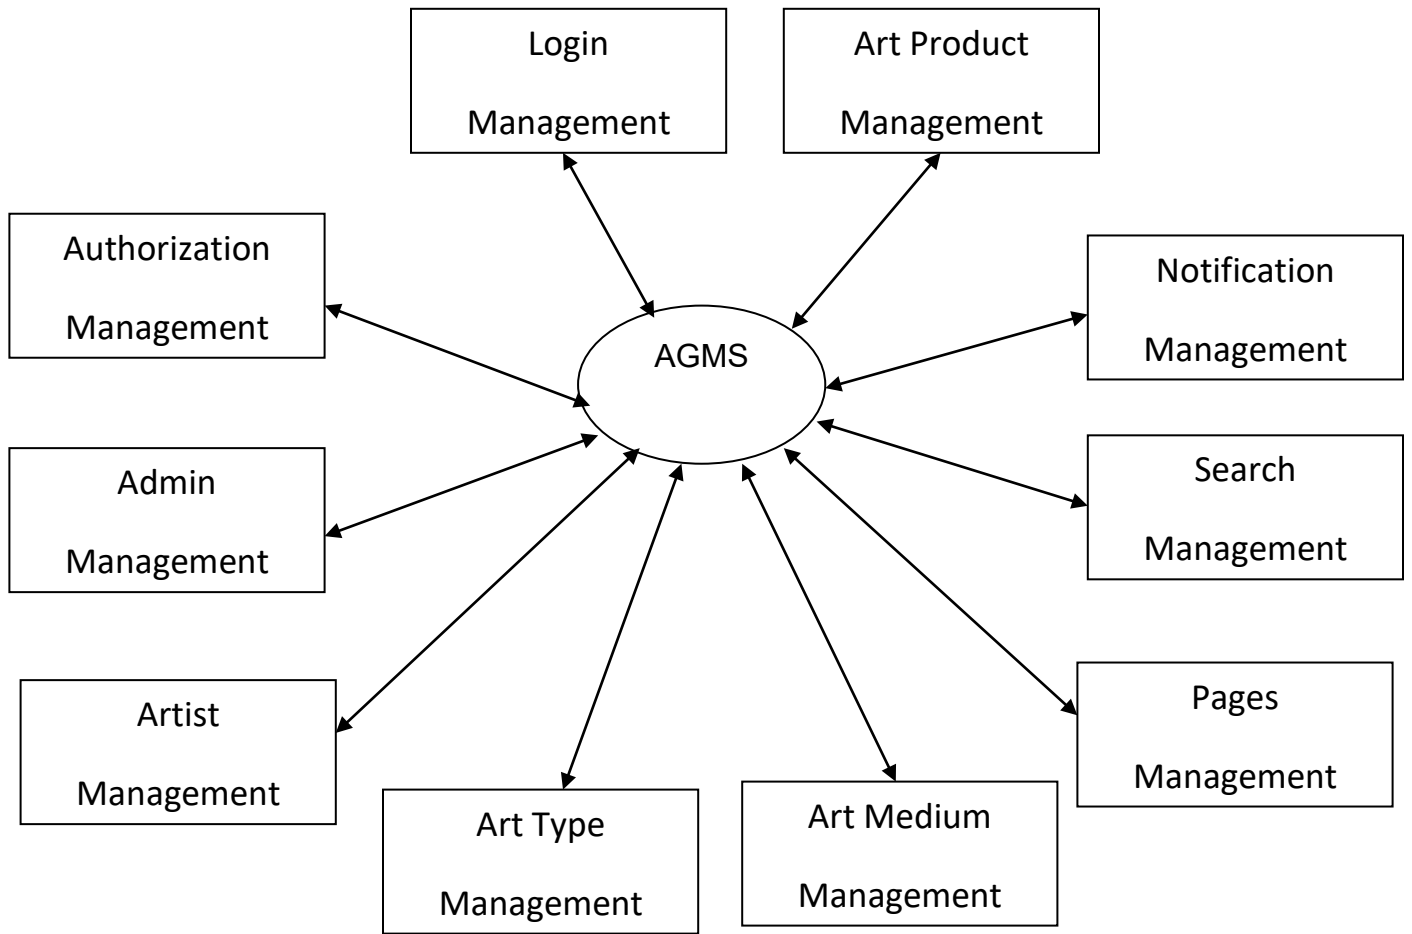 Login
Management
Art Product
Management
Authorization
Management
Notification
Management
AGMS
Admin
Management
Search
Management
Artist
Management
Pages
Management
Art Type
Management
Art Medium
Management